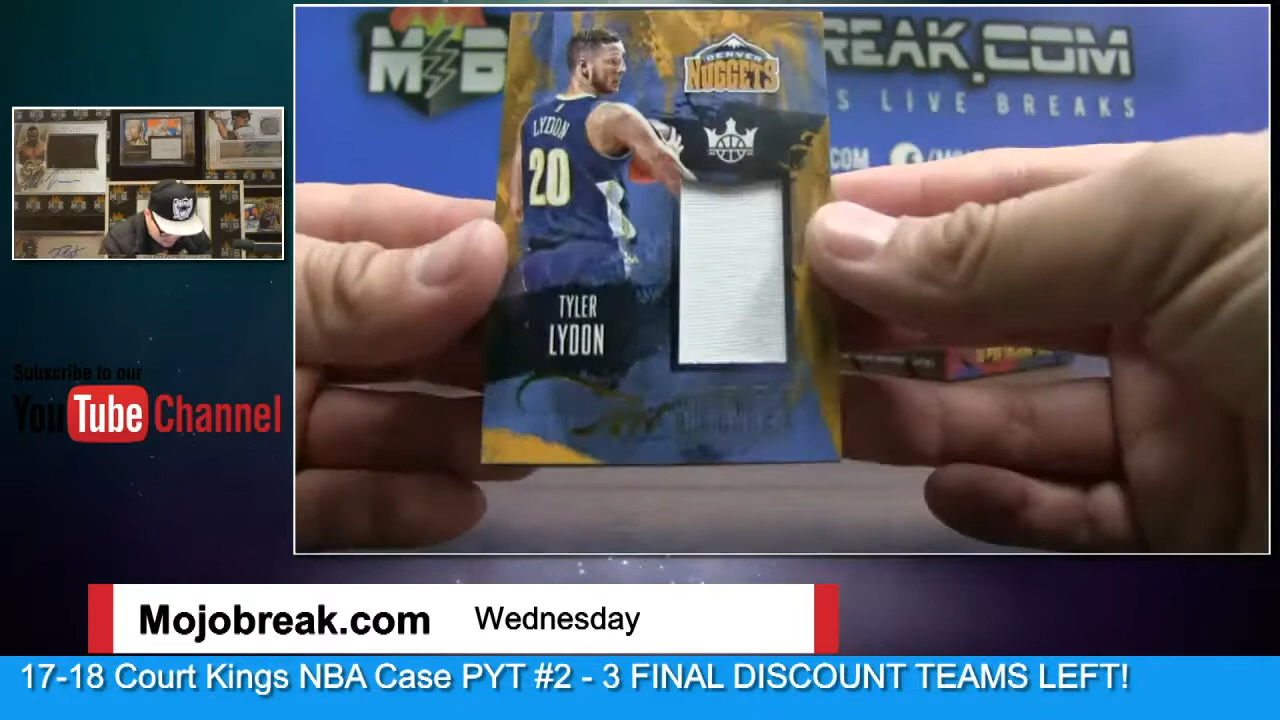 M B
REAK.COM
S LIVE BREAKS
.COM
DENVER
NUGGETS
LYDON
20
TYLER
LYDON
Subscribe to our
YouTube Channel
Mojobreak.com Wednesday
17-18 Court Kings NBA Case PYT #2 - 3 FINAL DISCOUNT TEAMS LEFT!